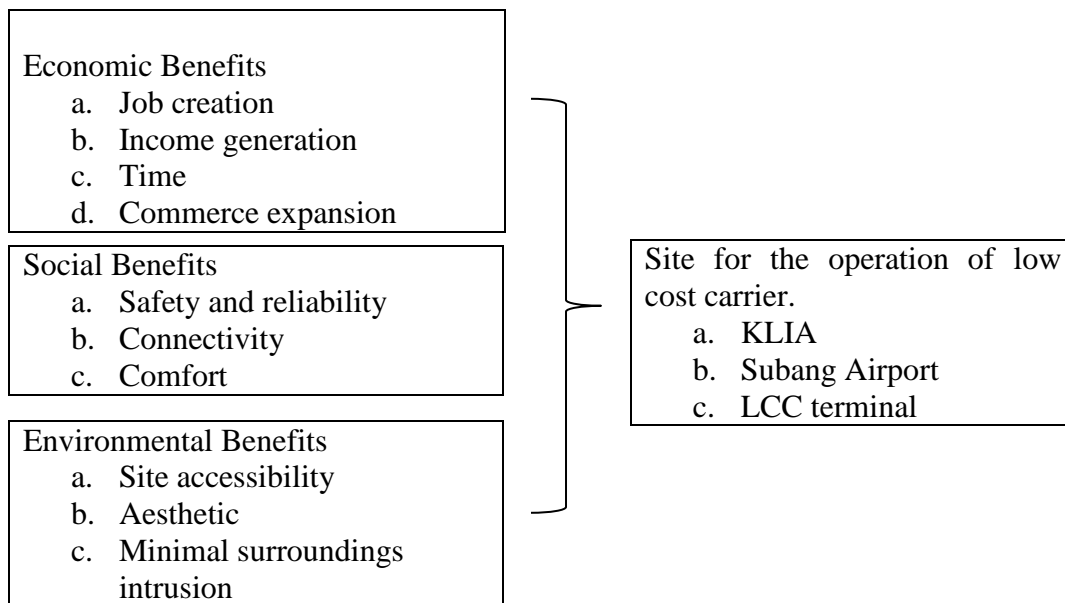 Economic Benefits
a. Job creation
b. Income generation
c. Time
d. Commerce expansion
Social Benefits
a. Safety and reliability
b. Connectivity
c. Comfort
Environmental Benefits
a. Site accessibility
b. Aesthetic
c. Minimal surroundings
intrusion
Site for the operation of low
cost carrier.
a. KLIA
b. Subang Airport
c. LCC terminal